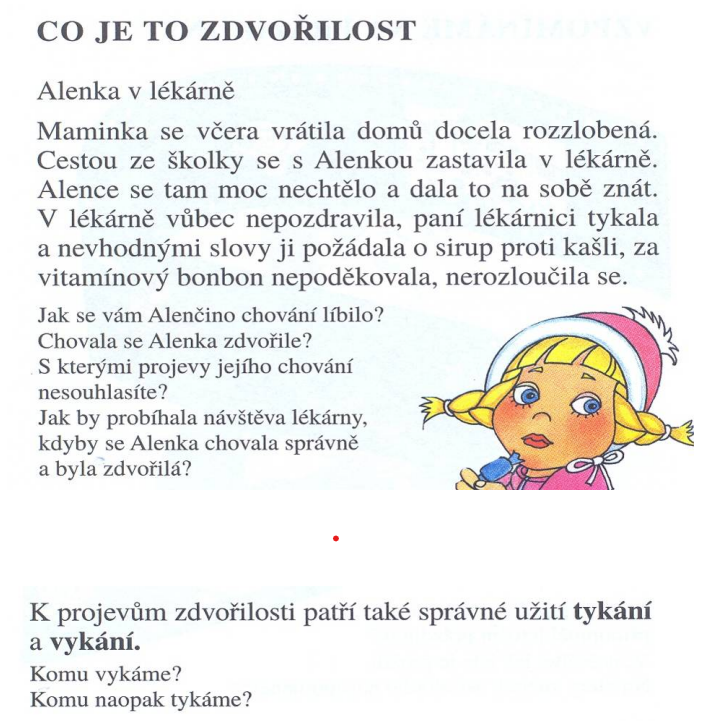 CO JE TO ZDVOŘILOST
Alenka v lékárně
Maminka se včera vrátila domů docela rozzlobená.
Cestou ze školky se s Alenkou zastavila v lékárně.
Alence se tam moc nechtělo a dala to na sobě znát.
V lékárně vůbec nepozdravila, paní lékárnici tykala
a nevhodnými slovy ji požádala o sirup proti kašli, za
vitamínový bonbon nepoděkovala, nerozloučila se.
Jak se vám Alenčino chování líbilo?
Chovala se Alenka zdvořile?
S kterými projevy jejího chování
nesouhlasíte?
Jak by probíhala návštěva lékárny,
kdyby se Alenka chovala správně
a byla zdvořilá?
K projevům zdvořilosti patří také správné užití tykání
a vykání.
Komu vykáme?
Komu naopak tykáme?